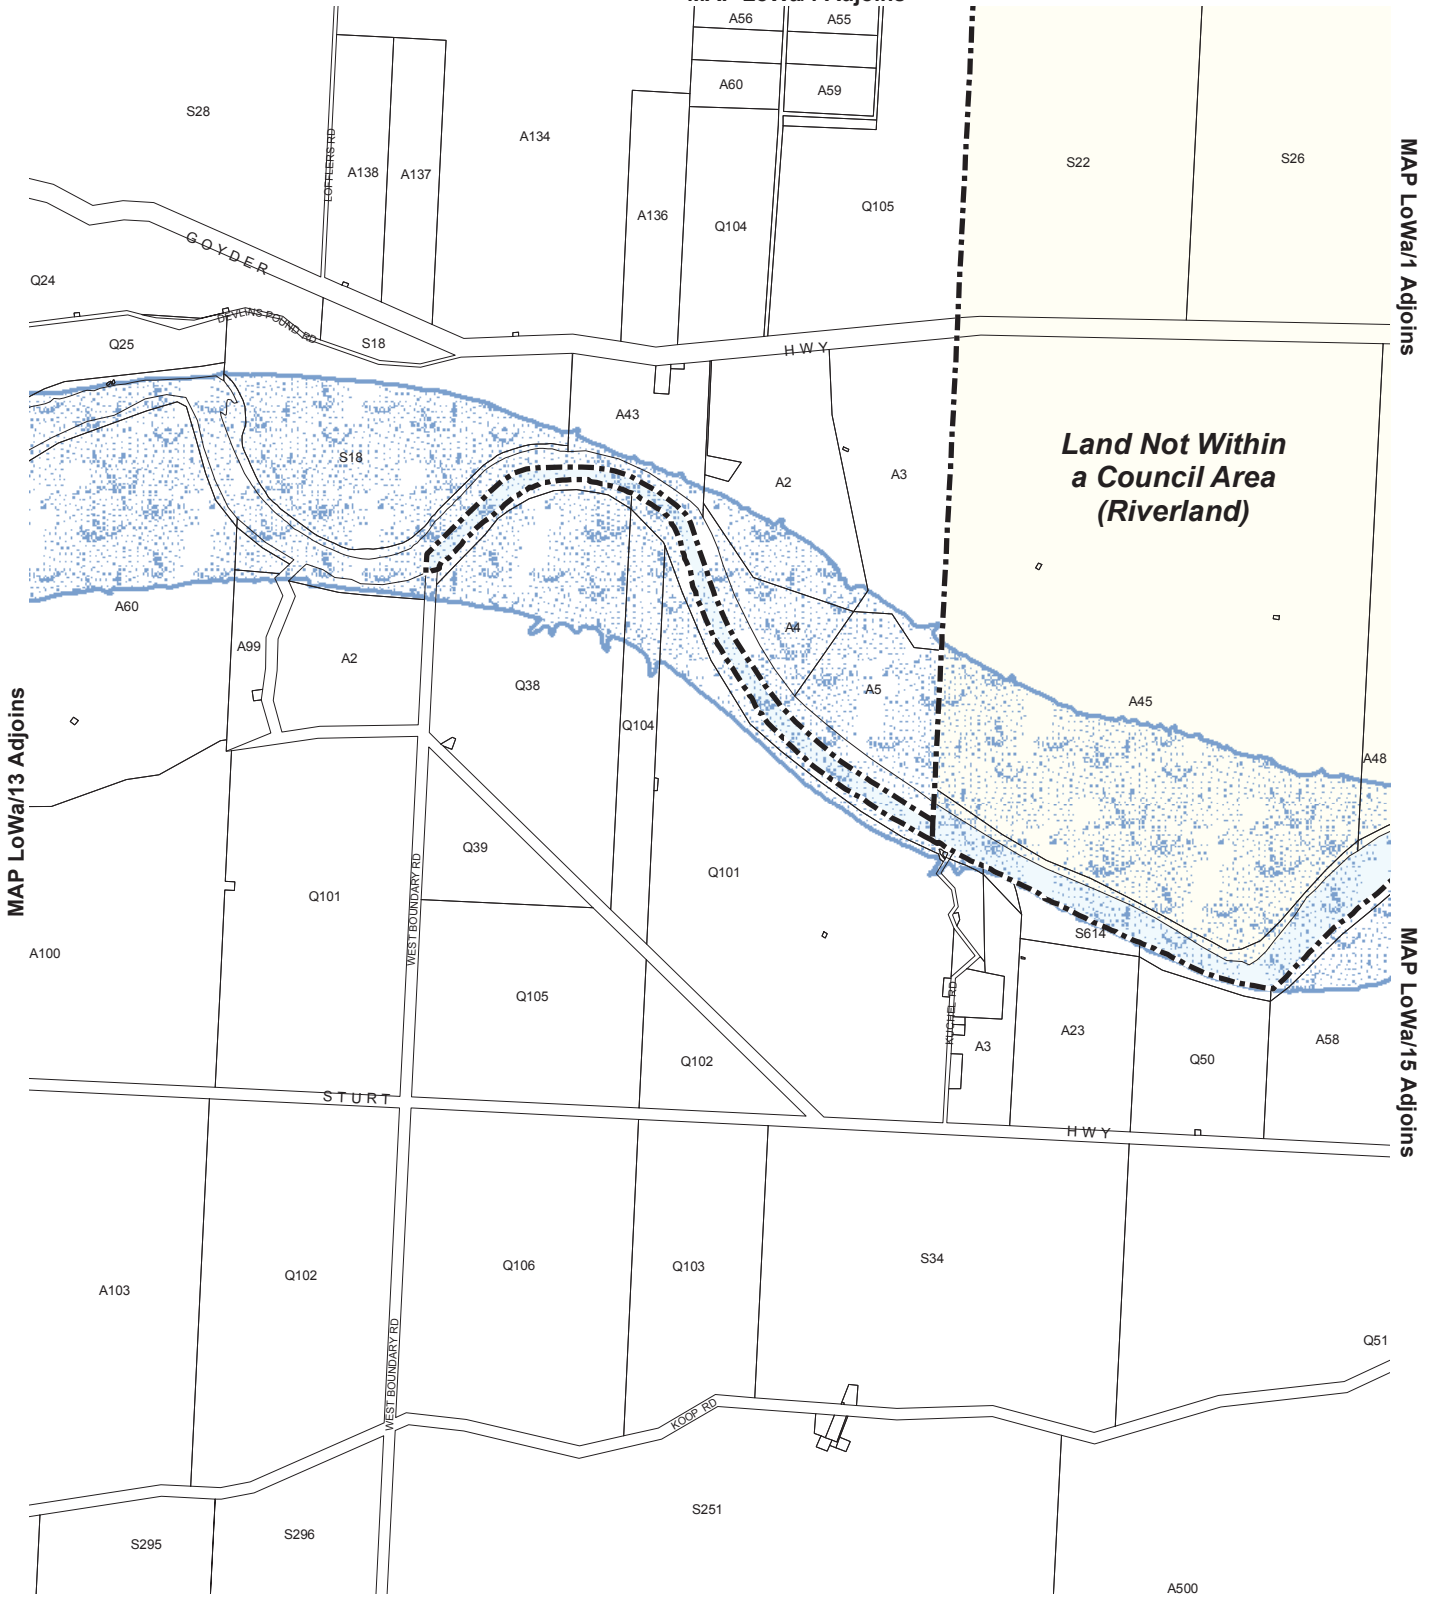 A56
A55
A60
A59
S28
A134
S22
S26
MAP LoWa/1 Adjoins
LOFFLERS RD
A138
A137
A136
Q104
Q105
GOYDER
Q24
DEVLINS POUND RD
Q25
S18
HWY
A43
S18
A2
A3
Land Not Within
a Council Area
(Riverland)
A60
A99
A2
A4
A5
Q38
Q104
A45
A48
MAP LoWa/13 Adjoins
Q39
Q101
WEST BOUNDARY RD
Q101
A100
S614
MAP LoWa/15 Adjoins
Q105
KUCHEL RD
A23
A3
Q50
A58
Q102
STURT
HWY
S34
Q106
Q103
Q102
A103
Q51
WEST BOUNDARY RD
KOOP RD
S251
S296
S295
A500